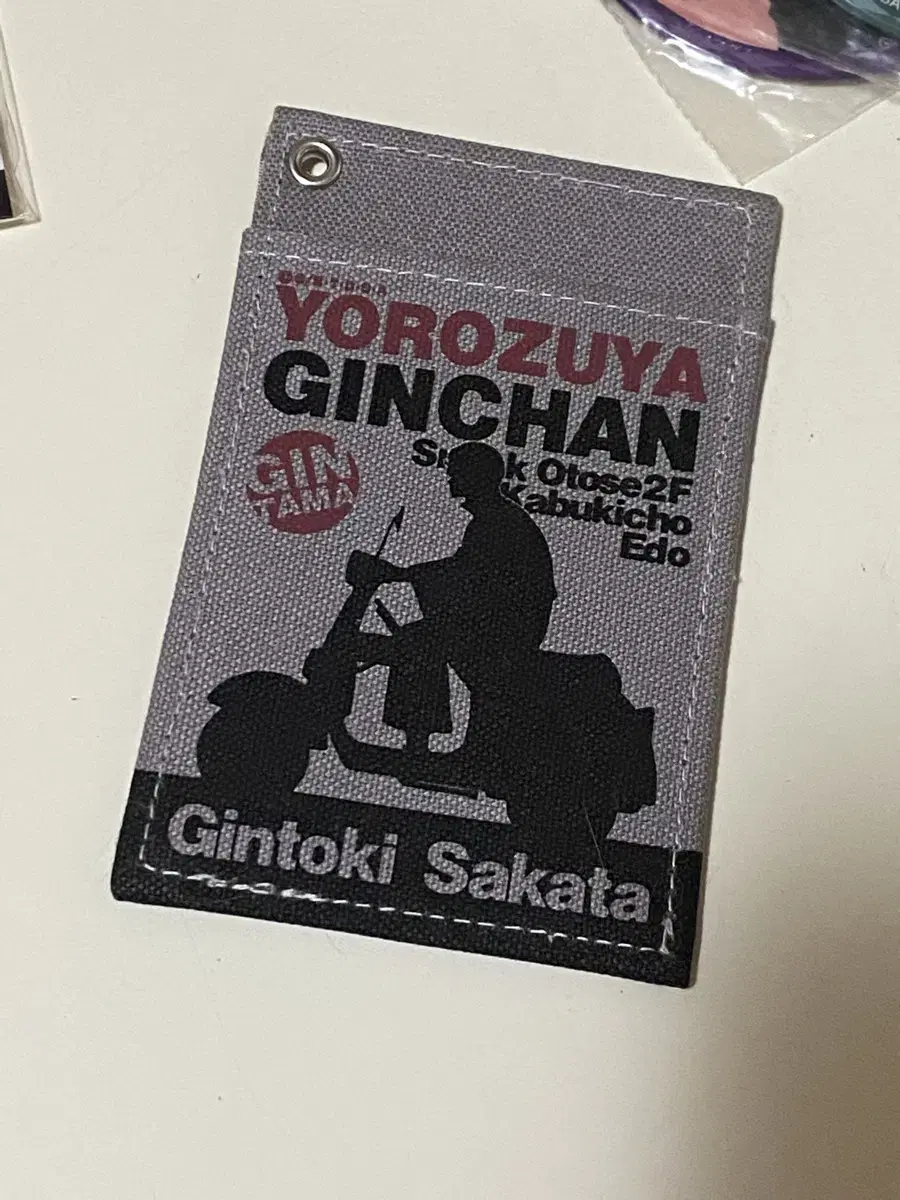 YOROZUYA
GINCHAN
GIN
TAMA
Otose2F
Kabukicho
Edo
Gintoki Sakata